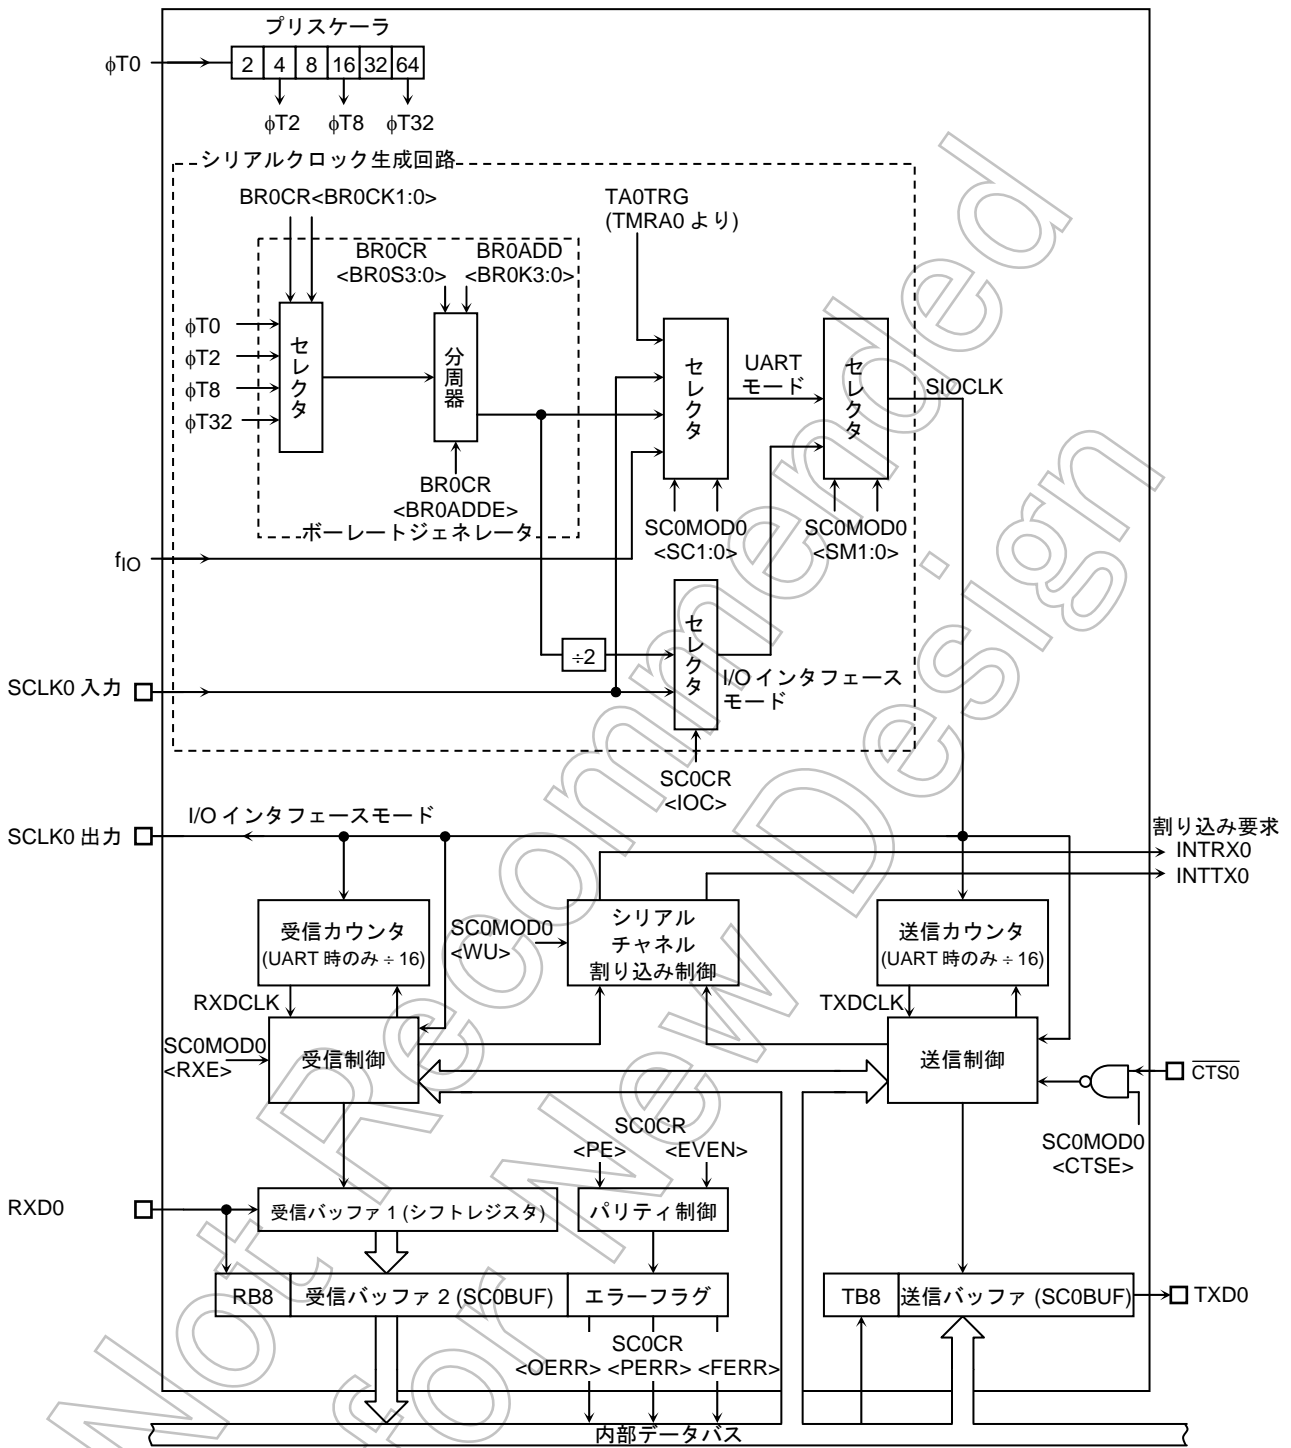 プリスケーラ
φT0
2 4 8 16 32 64
φT2 φT8 φT32
シリアルクロック生成回路
BR0CR<BR0CK1:0>
TA0TRG
(TMRA0 より)
BR0CR
<BR0S3:0>
BR0ADD
<BR0K3:0>
φT0
φT2
φT8
φT32
セレクタ
分周器
セレクタ
UART
モード
セレクタ
SIOCLK
BR0CR
<BR0ADDE>
ボーレートジェネレータ
SC0MOD0
<SC1:0>
SC0MOD0
<SM1:0>
fIO
÷2
セレクタ
I/O インタフェース
モード
SCLK0 入力
SC0CR
<IOC>
I/O インタフェースモード
SCLK0 出力
割り込み要求
INTRX0
INTTX0
受信カウンタ
(UART 時のみ ÷ 16)
SC0MOD0
<WU>
シリアル
チャネル
割り込み制御
送信カウンタ
(UART 時のみ ÷ 16)
RXDCLK
TXDCLK
SC0MOD0
<RXE>
受信制御
送信制御
CTS0
SC0MOD0
<CTSE>
SC0CR
<PE> <EVEN>
RXD0
受信バッファ 1 (シフトレジスタ)
パリティ制御
RB8
受信バッファ 2 (SC0BUF)
エラーフラグ
TB8
送信バッファ (SC0BUF)
TXD0
SC0CR
<OERR> <PERR> <FERR>
内部データバス
Not Recommended
for New Design